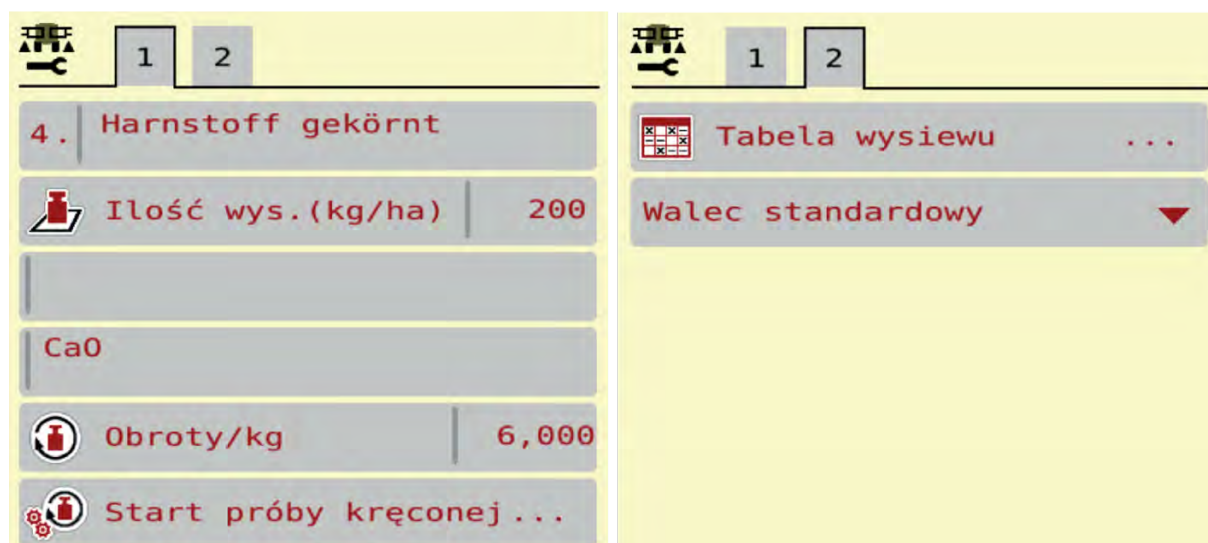 1 2
4. Harnstoff gekörnt
Ilość wys.(kg/ha) 200
CaO
Obroty/kg 6,000
Start próby kręconej...
1 2
Tabela wysiewu ...
Walec standardowy